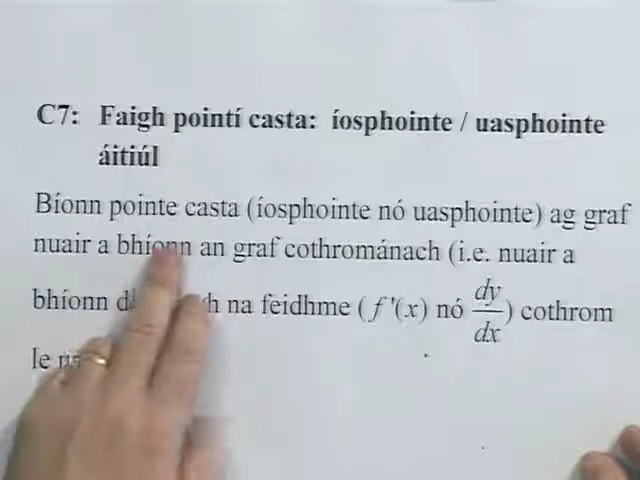 C7: Faigh pointí casta: íosphointe / uasphointe
áitiúl
Bíonn pointe casta (íosphointe nó uasphointe) ag graf
nuair a bhíonn an graf cothrománach (i.e. nuair a
bhíonn na feidhme (f'(x) nó dy/dx) cothrom
le